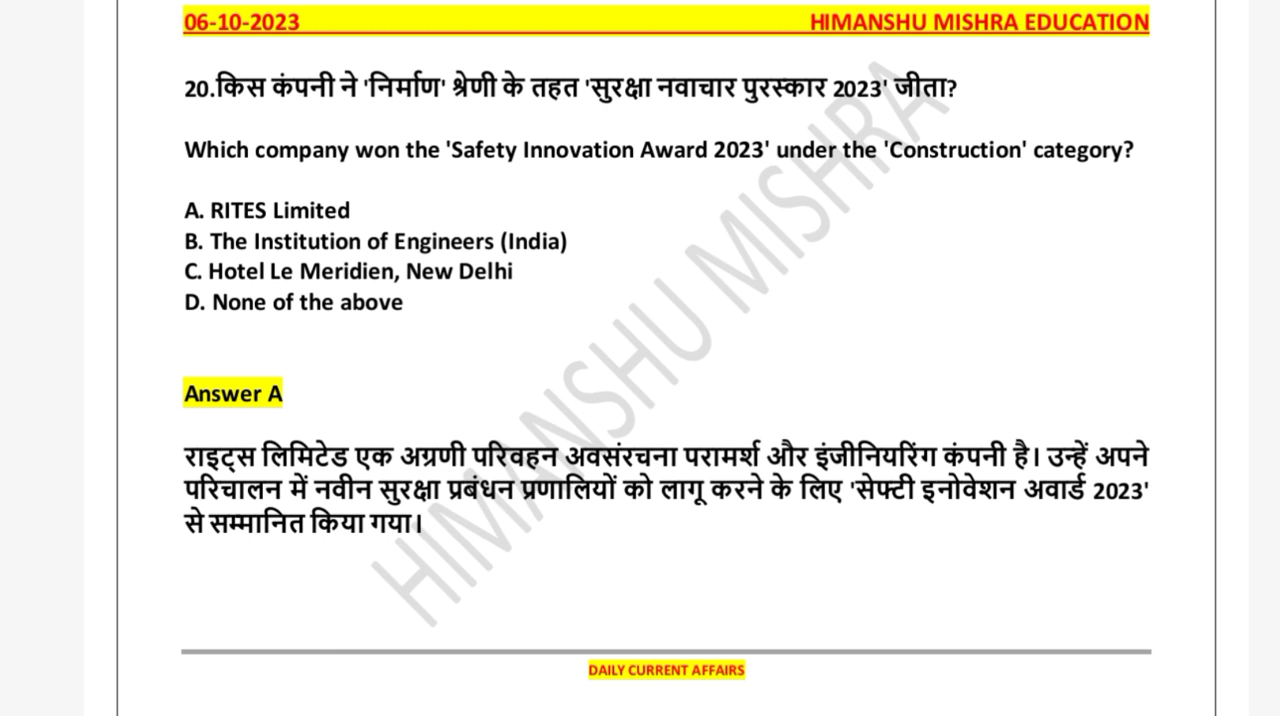 06-10-2023 HIMANSHU MISHRA EDUCATION
20.किस कंपनी ने 'निर्माण' श्रेणी के तहत 'सुरक्षा नवाचार पुरस्कार 2023' जीता?
Which company won the 'Safety Innovation Award 2023' under the 'Construction' category?
A. RITES Limited
B. The Institution of Engineers (India)
C. Hotel Le Meridien, New Delhi
D. None of the above
Answer A
राइट्स लिमिटेड एक अग्रणी परिवहन अवसंरचना परामर्श और इंजीनियरिंग कंपनी है। उन्हें अपने
परिचालन में नवीन सुरक्षा प्रबंधन प्रणालियों को लागू करने के लिए 'सेफ्टी इनोवेशन अवार्ड 2023'
से सम्मानित किया गया।
HIMANSHU MISHRA
DAILY CURRENT AFFAIRS